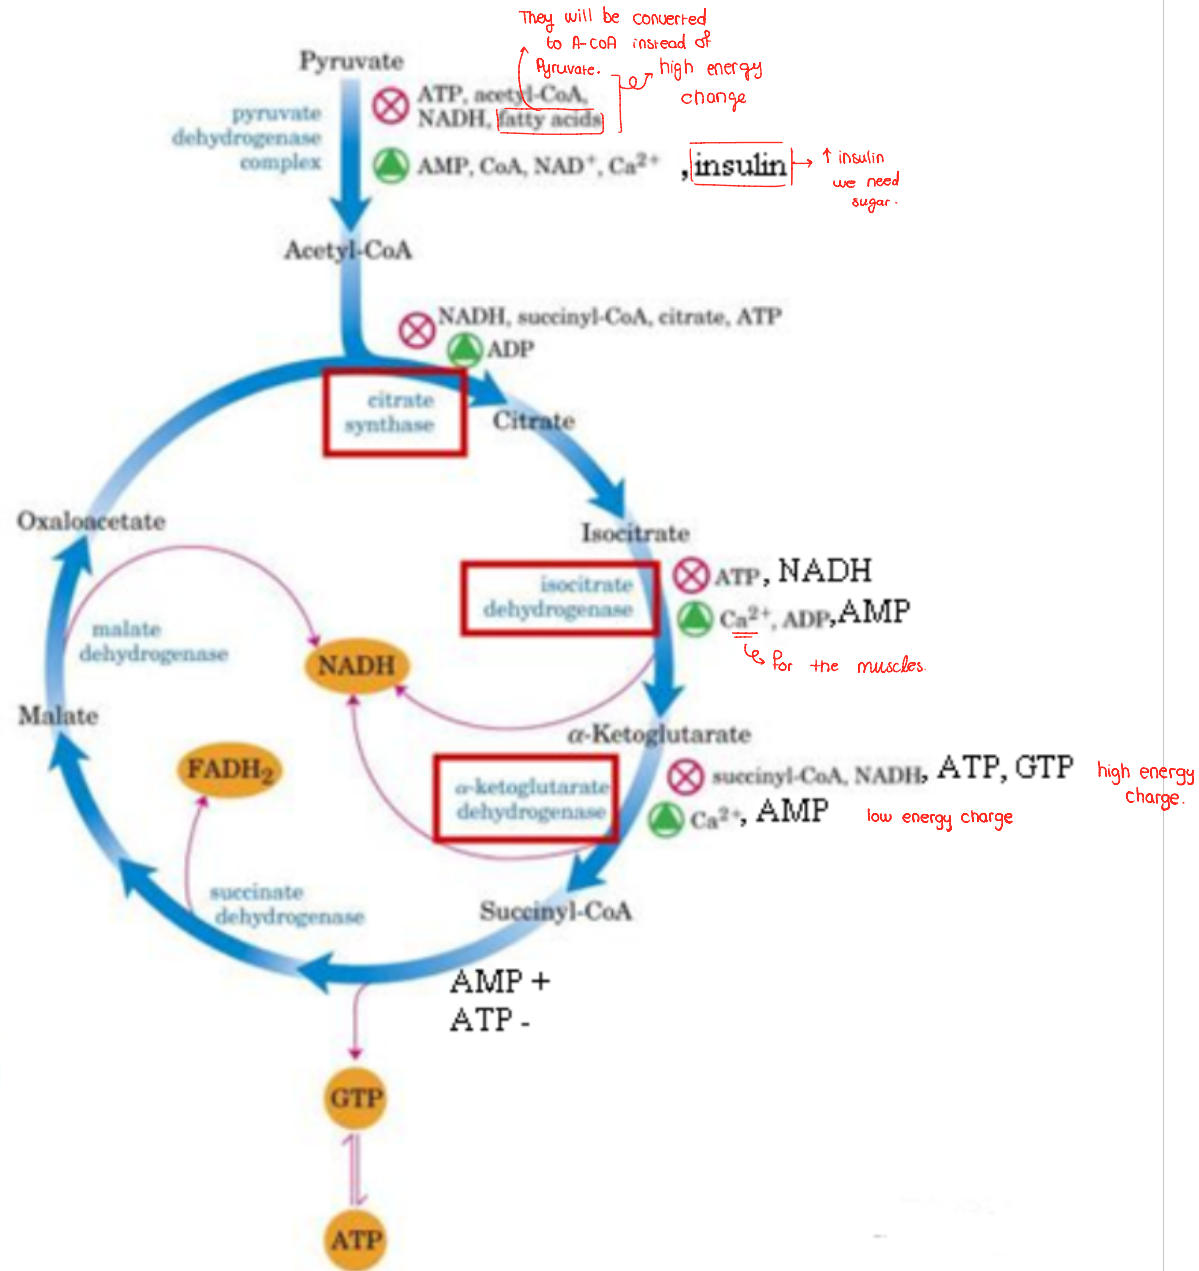 They will be converted
to A-COA instead of
Pyruvate.
high energy
change
Pyruvate
ATP, acetyl-CoA,
NADH, fatty acids
pyruvate
dehydrogenase
complex
AMP, CoA, NAD⁺, Ca²⁺ , insulin
↑ insulin
we need
sugar.
Acetyl-CoA
NADH, succinyl-CoA, citrate, ATP
ADP
citrate
synthase
Citrate
Oxaloacetate
Isocitrate
isocitrate
dehydrogenase
ATP, NADH
Ca²⁺, ADP, AMP
for the muscles.
malate
dehydrogenase
NADH
Malate
α-Ketoglutarate
FADH₂
α-ketoglutarate
dehydrogenase
succinyl-CoA, NADH, ATP, GTP
high energy
charge.
Ca²⁺, AMP
low energy charge
succinate
dehydrogenase
Succinyl-CoA
AMP +
ATP -
GTP
ATP